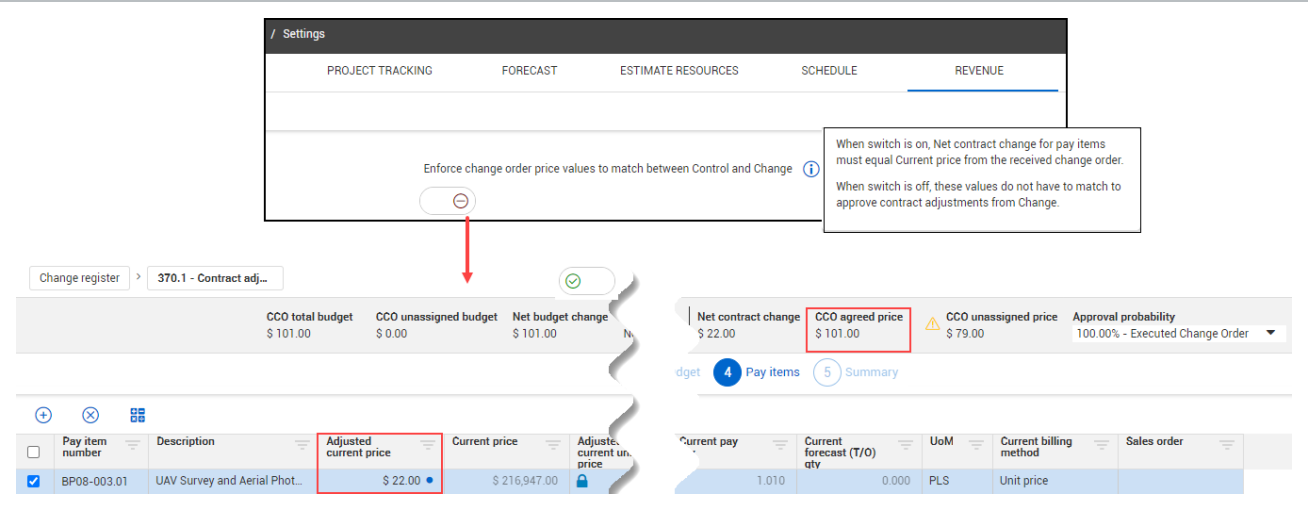 / Settings
PROJECT TRACKING FORECAST ESTIMATE RESOURCES SCHEDULE REVENUE
Enforce change order price values to match between Control and Change
When switch is on, Net contract change for pay items
must equal Current price from the received change order.
When switch is off, these values do not have to match to
approve contract adjustments from Change.
Change register > 370.1 - Contract adj...
CCO total budget CCO unassigned budget Net budget change Net contract change CCO agreed price CCO unassigned price Approval probability
$ 101.00 $ 0.00 $ 101.00 $ 22.00 $ 101.00 $ 79.00 100.00% - Executed Change Order
4 Pay items 5 Summary
Pay item number Description Adjusted current price Current price Current pay Current forecast (T/O) qty UoM Current billing method Sales order
BP08-003.01 UAV Survey and Aerial Phot... $ 22.00 $ 216,947.00 1.010 0.000 PLS Unit price